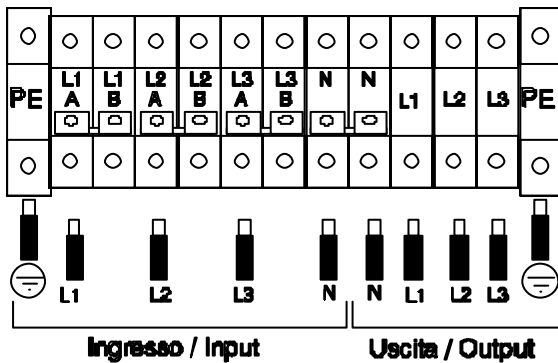 PE L1 A L1 B L2 A L2 B L3 A L3 B N N L1 L2 L3 PE
L1 L2 L3 N N L1 L2 L3
Ingresso / Input Uscita / Output